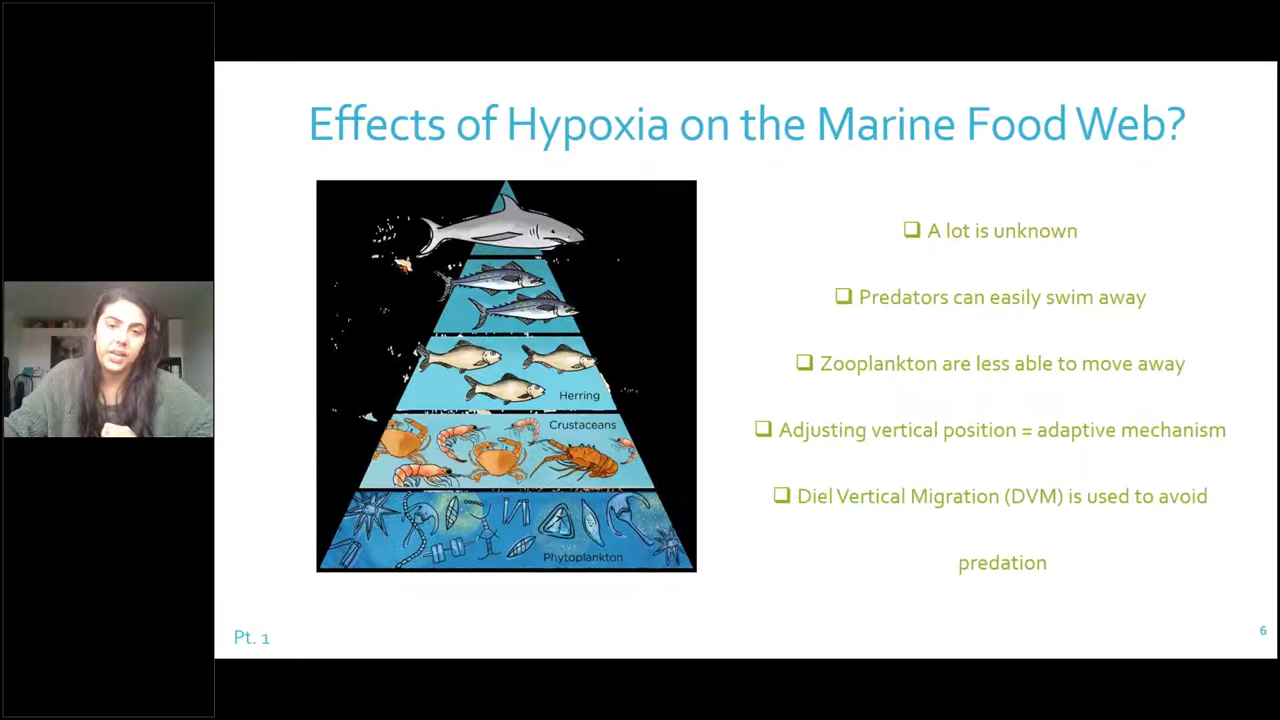 Effects of Hypoxia on the Marine Food Web?
Herring
Crustaceans
Phytoplankton
❑ A lot is unknown
❑ Predators can easily swim away
❑ Zooplankton are less able to move away
❑ Adjusting vertical position = adaptive mechanism
❑ Diel Vertical Migration (DVM) is used to avoid
predation
Pt. 1
6